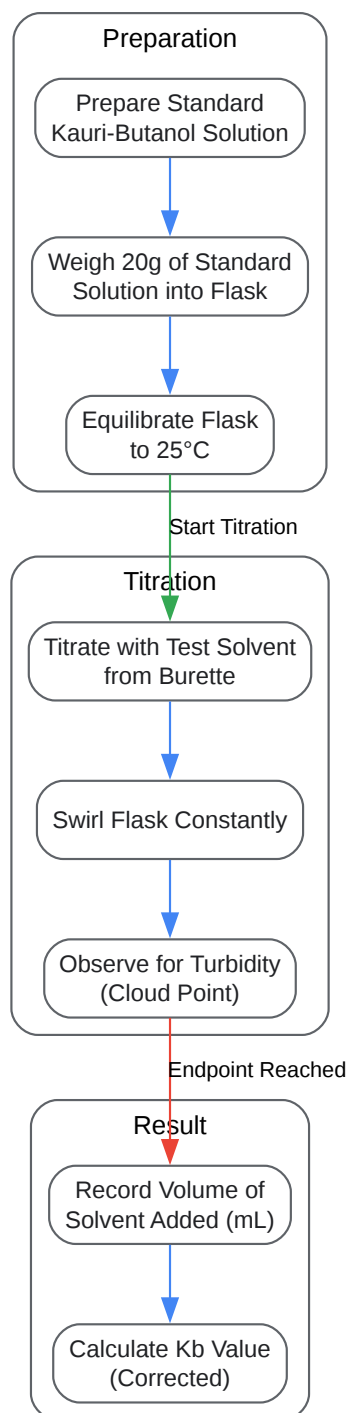 Preparation
Prepare Standard
Kauri-Butanol Solution
Weigh 20g of Standard
Solution into Flask
Equilibrate Flask
to 25°C
Start Titration
Titration
Titrate with Test Solvent
from Burette
Swirl Flask Constantly
Observe for Turbidity
(Cloud Point)
Endpoint Reached
Result
Record Volume of
Solvent Added (mL)
Calculate Kb Value
(Corrected)